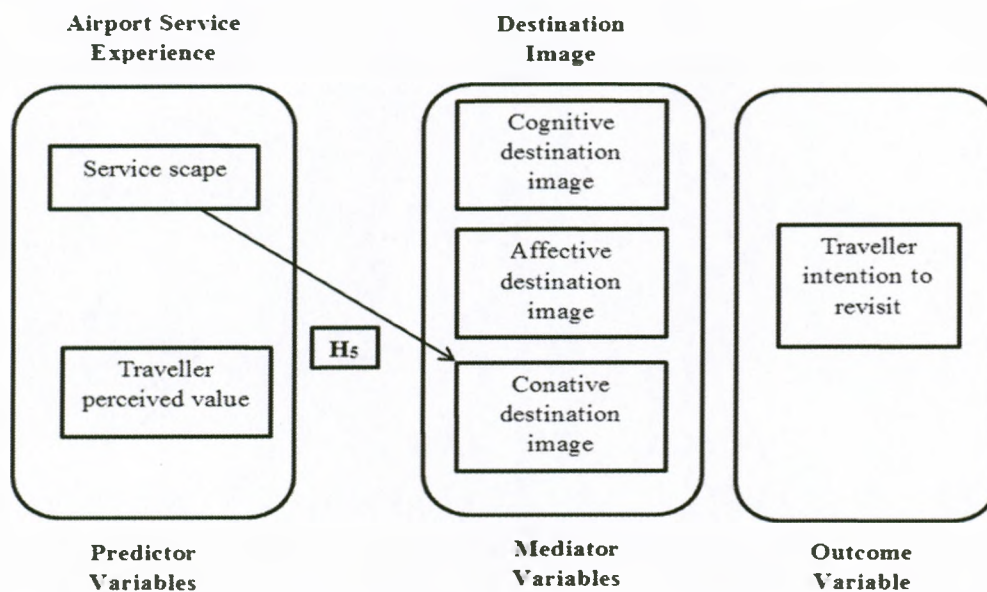 Airport Service
Experience
Service scape
Traveller
perceived value
Predictor
Variables
H5
Destination
Image
Cognitive
destination
image
Affective
destination
image
Conative
destination
image
Mediator
Variables
Traveller
intention to
revisit
Outcome
Variable